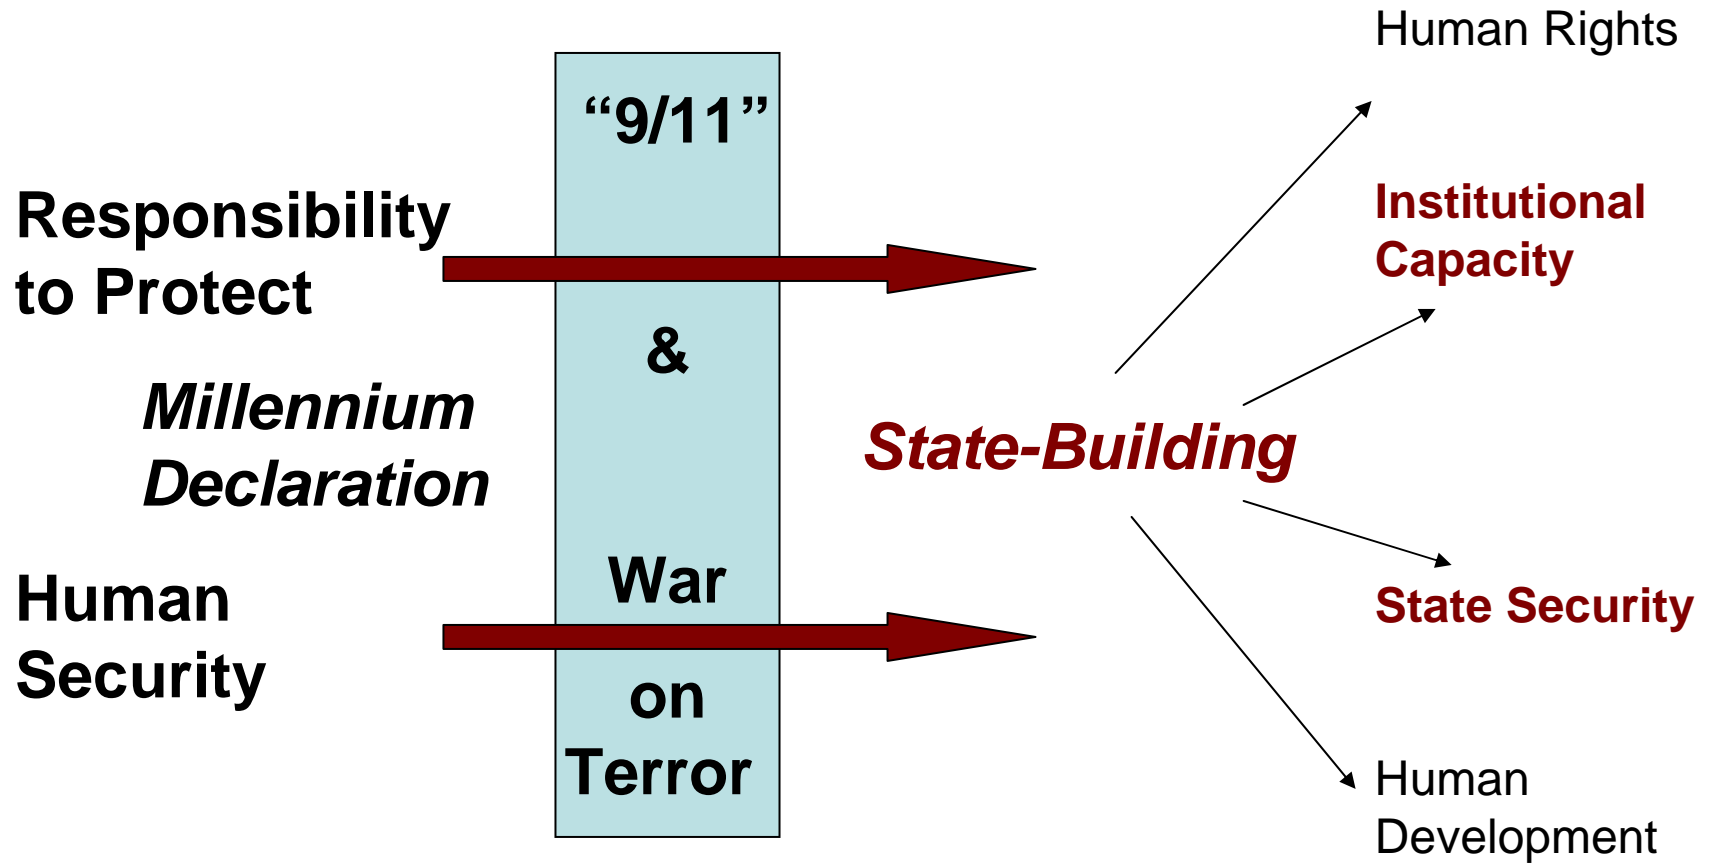 Responsibility
to Protect
Millennium
Declaration
Human
Security
“9/11”
&
War
on
Terror
State-Building
Human Rights
Institutional
Capacity
State Security
Human
Development